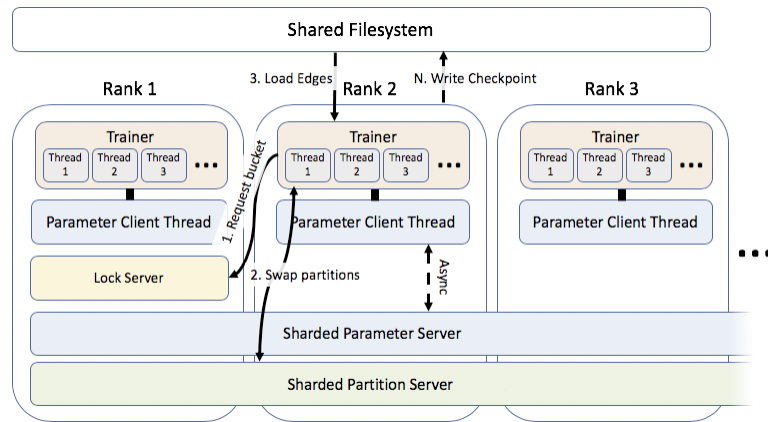 Shared Filesystem
3. Load Edges
N. Write Checkpoint
Rank 1
Rank 2
Rank 3
Trainer
Thread
1
Thread
2
Thread
3
...
Trainer
Thread
1
Thread
2
Thread
3
...
Trainer
Thread
1
Thread
2
Thread
3
...
Parameter Client Thread
Parameter Client Thread
Parameter Client Thread
1. Request bucket
Lock Server
2. Swap partitions
Async
...
Sharded Parameter Server
Sharded Partition Server